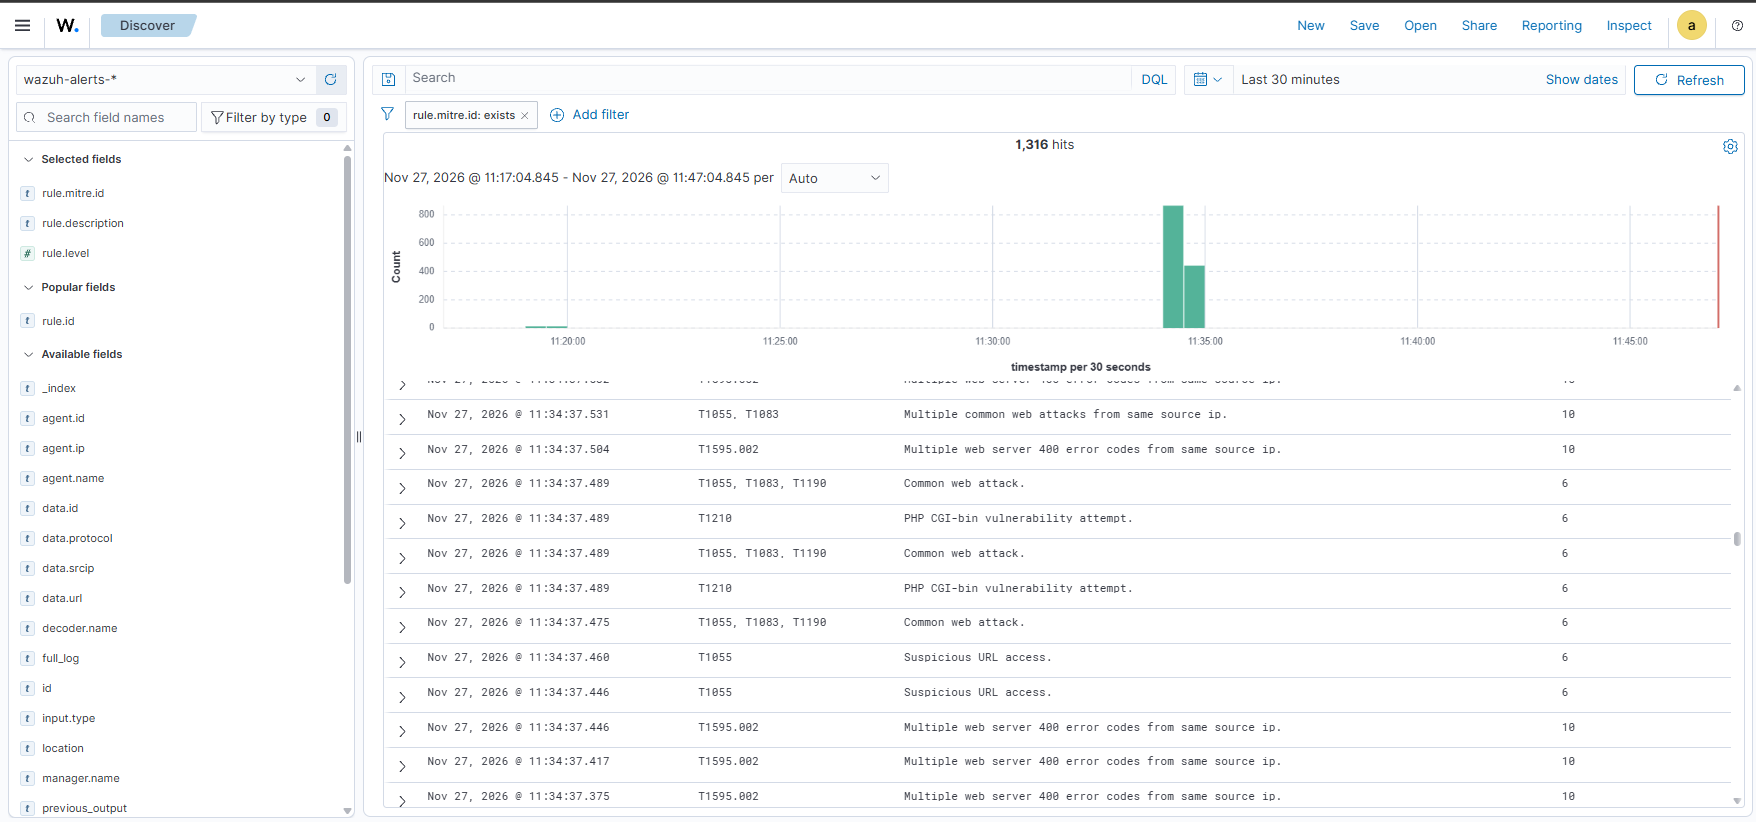 W. Discover New Save Open Share Reporting Inspect a
wazuh-alerts-*
Search DQL Last 30 minutes Show dates Refresh
Search field names Filter by type 0
rule.mitre.id: exists × Add filter
Selected fields
t rule.mitre.id
t rule.description
# rule.level
Popular fields
t rule.id
Available fields
t _index
t agent.id
t agent.ip
t agent.name
t data.id
t data.protocol
t data.srcip
t data.url
t decoder.name
t full_log
t id
t input.type
t location
t manager.name
t previous_output
1,316 hits
Nov 27, 2026 @ 11:17:04.845 - Nov 27, 2026 @ 11:47:04.845 per Auto
Count
800
600
400
200
0
11:20:00 11:25:00 11:30:00 11:35:00 11:40:00 11:45:00
timestamp per 30 seconds
Nov 27, 2026 @ 11:34:37.531 T1055, T1083 Multiple common web attacks from same source ip. 10
Nov 27, 2026 @ 11:34:37.504 T1595.002 Multiple web server 400 error codes from same source ip. 10
Nov 27, 2026 @ 11:34:37.489 T1055, T1083, T1190 Common web attack. 6
Nov 27, 2026 @ 11:34:37.489 T1210 PHP CGI-bin vulnerability attempt. 6
Nov 27, 2026 @ 11:34:37.489 T1055, T1083, T1190 Common web attack. 6
Nov 27, 2026 @ 11:34:37.489 T1210 PHP CGI-bin vulnerability attempt. 6
Nov 27, 2026 @ 11:34:37.475 T1055, T1083, T1190 Common web attack. 6
Nov 27, 2026 @ 11:34:37.460 T1055 Suspicious URL access. 6
Nov 27, 2026 @ 11:34:37.446 T1055 Suspicious URL access. 6
Nov 27, 2026 @ 11:34:37.446 T1595.002 Multiple web server 400 error codes from same source ip. 10
Nov 27, 2026 @ 11:34:37.417 T1595.002 Multiple web server 400 error codes from same source ip. 10
Nov 27, 2026 @ 11:34:37.375 T1595.002 Multiple web server 400 error codes from same source ip. 10